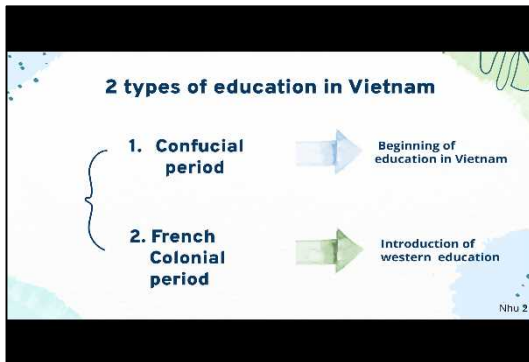 2 types of education in Vietnam
1. Confucial
period
Beginning of
education in Vietnam
2. French
Colonial
period
Introduction of
western education
Nhu 2